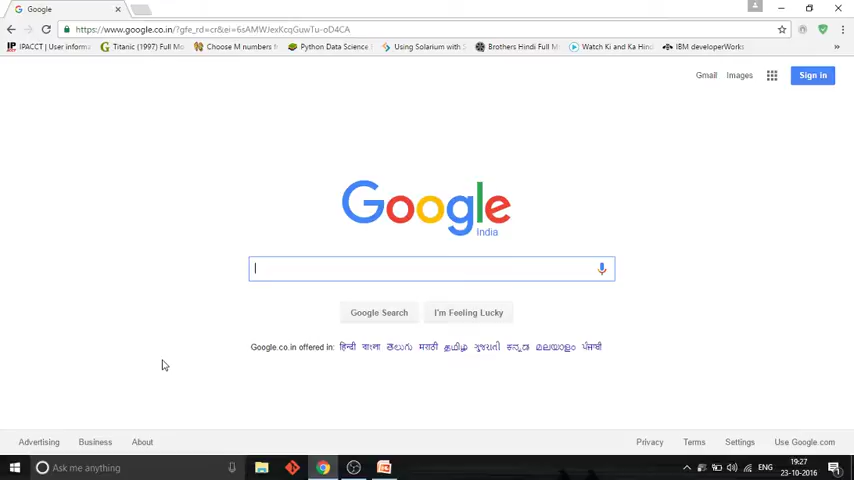 Google
https://www.google.co.in/?gfe_rd=cr&ei=6sAMWJexKcqGuwTu-oD4CA
IPACCT | User informa
Titanic (1997) Full Mo
Choose M numbers fr
Python Data Science
Using Solarium with S
Brothers Hindi Full M
Watch Ki and Ka Hind
IBM developerWorks
Gmail Images Sign in
Google
India
Google Search I'm Feeling Lucky
Google.co.in offered in: हिन्दी বাংলা తెలుగు मराठी தமிழ் ગુજરાતી ಕನ್ನಡ മലയാളം ਪੰਜਾਬੀ
Advertising Business About Privacy Terms Settings Use Google.com
Ask me anything
ENG
19:27
23-10-2016